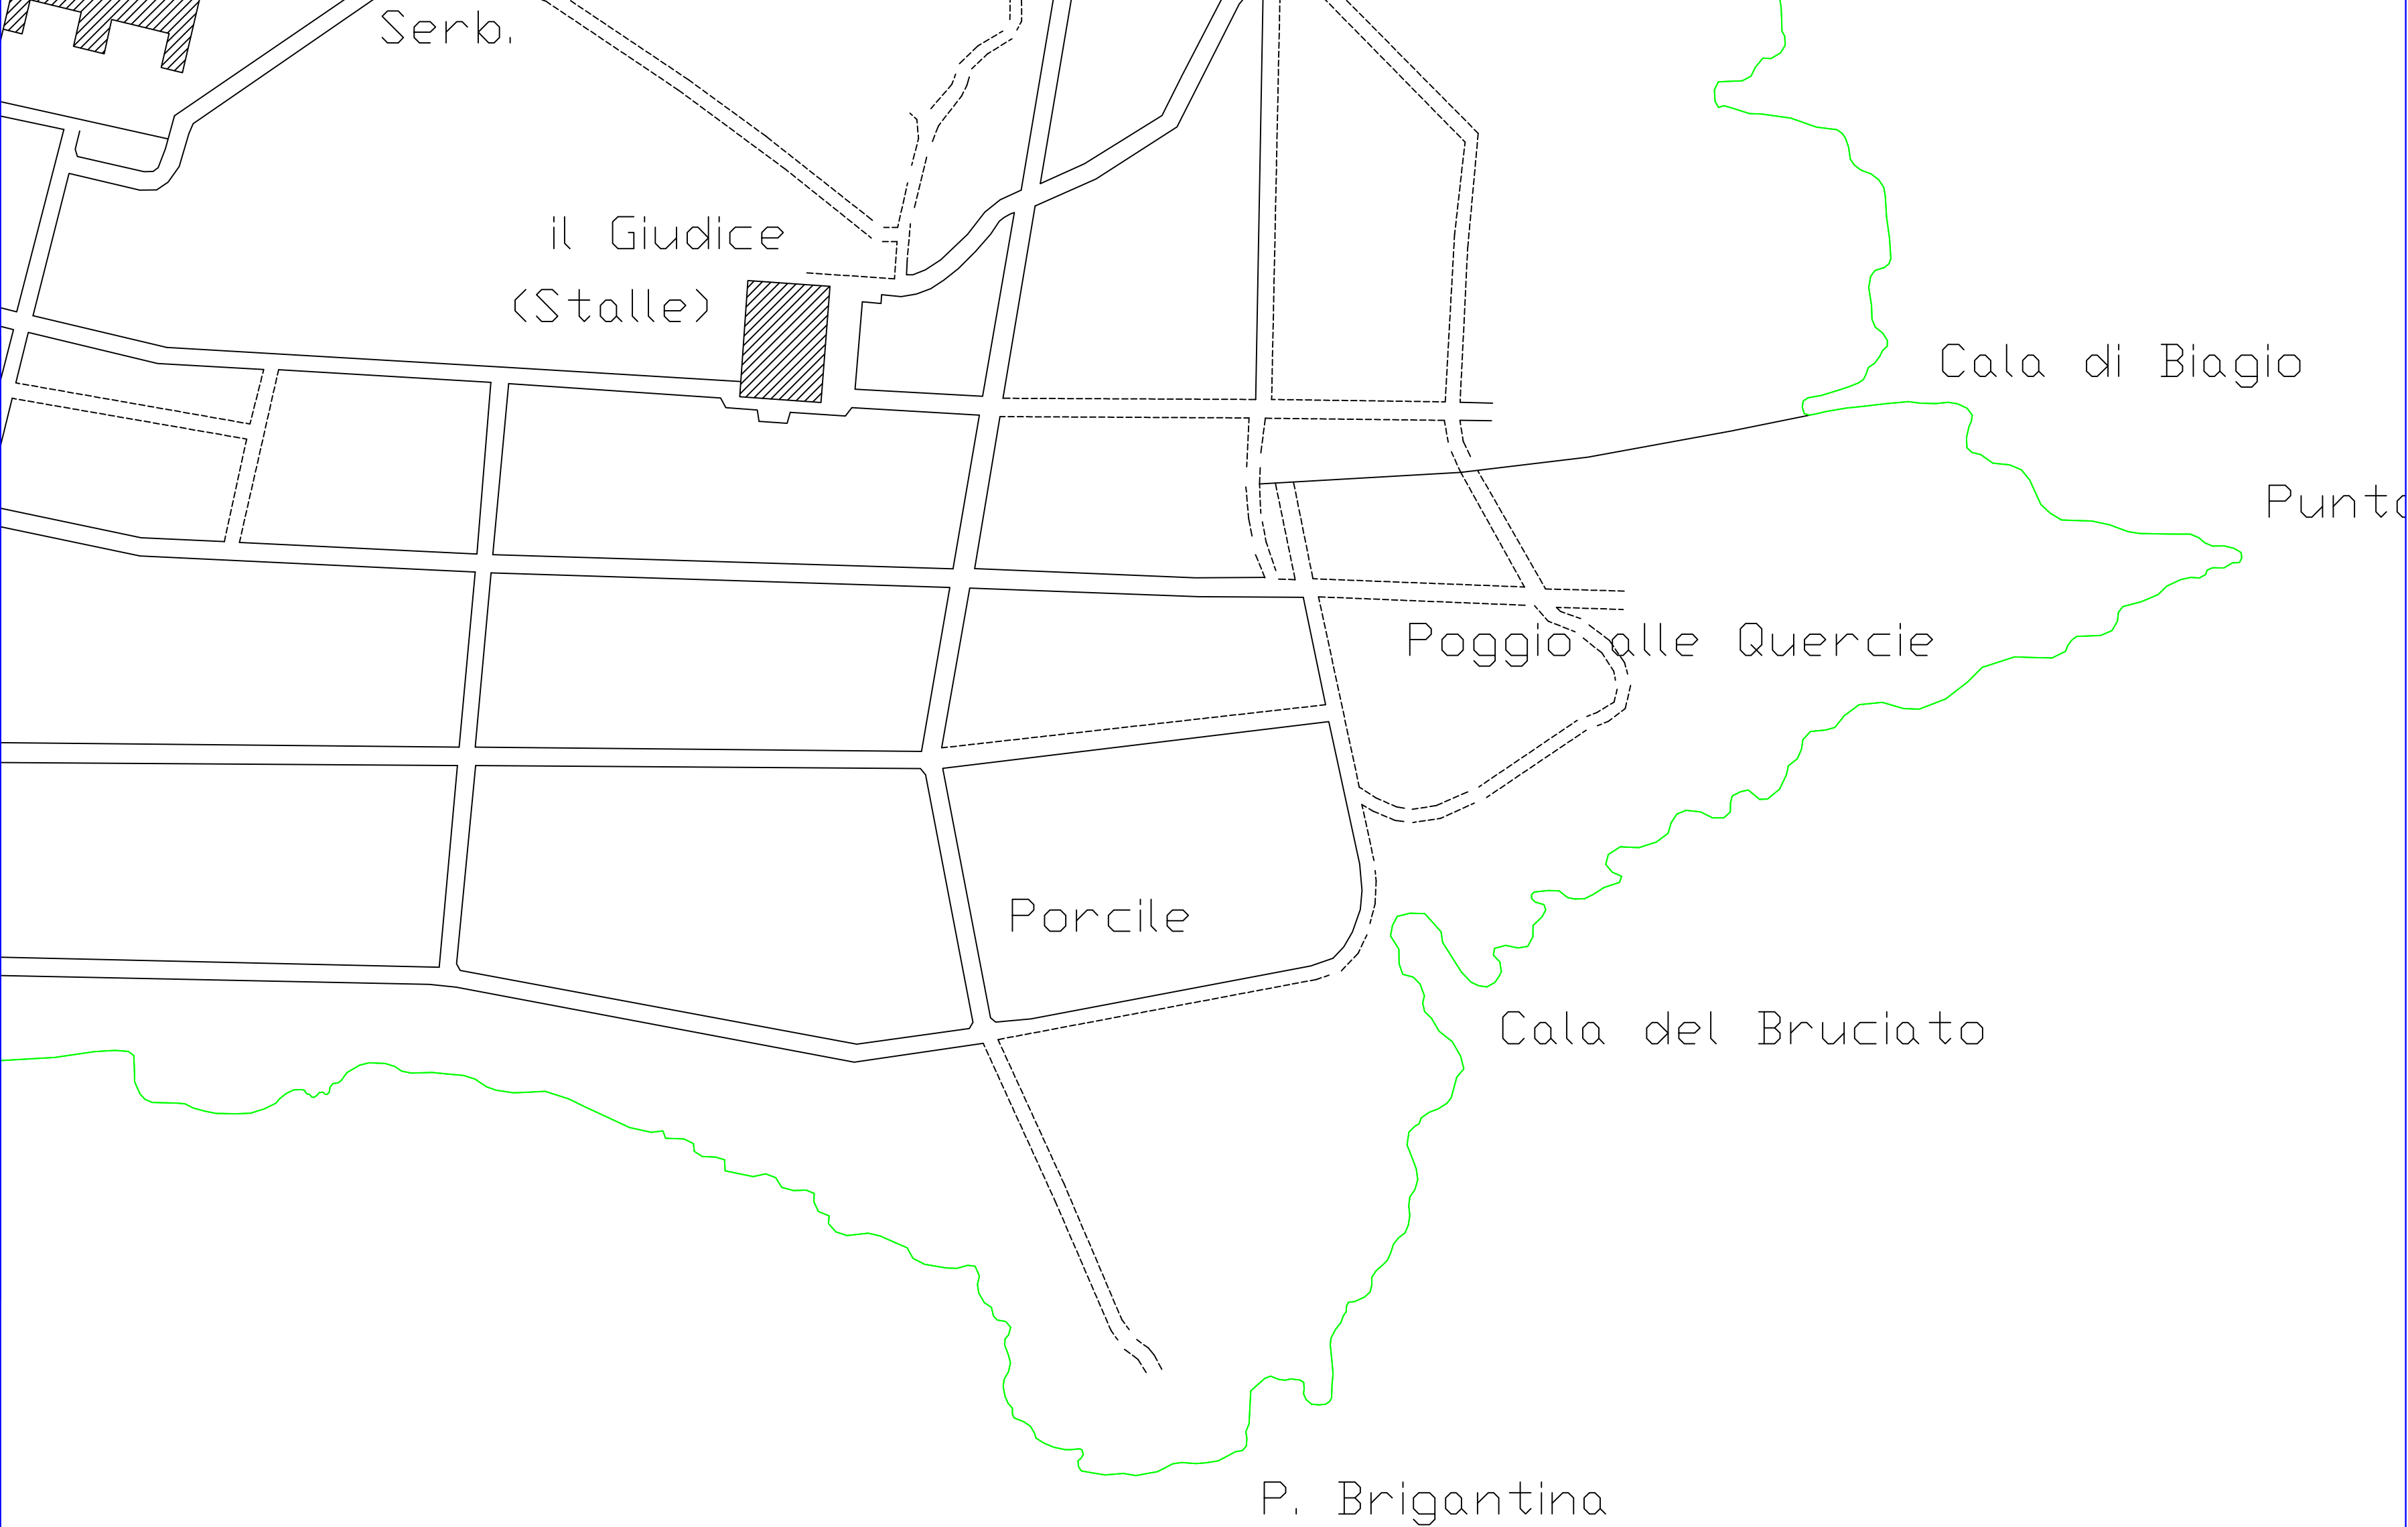 Serb.
il Giudice
(Stalle)
Cala di Biagio
Poggio alle Quercie
Porcile
Cala del Bruciato
P. Brigantina